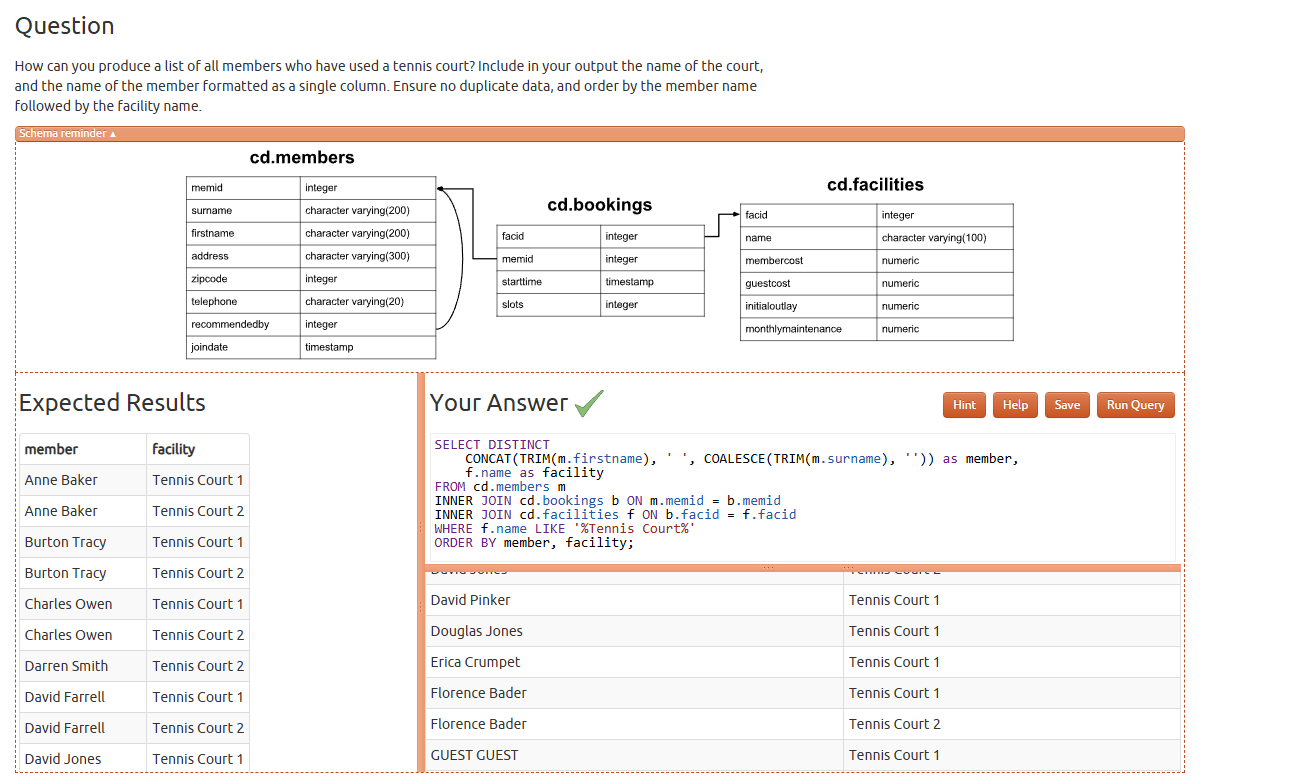 Question
How can you produce a list of all members who have used a tennis court? Include in your output the name of the court,
and the name of the member formatted as a single column. Ensure no duplicate data, and order by the member name
followed by the facility name.
Schema reminder ▲
cd.members
memid integer
surname character varying(200)
firstname character varying(200)
address character varying(300)
zipcode integer
telephone character varying(20)
recommendedby integer
joindate timestamp
cd.bookings
facid integer
memid integer
starttime timestamp
slots integer
cd.facilities
facid integer
name character varying(100)
membercost numeric
guestcost numeric
initialoutlay numeric
monthlymaintenance numeric
Expected Results
member facility
Anne Baker Tennis Court 1
Anne Baker Tennis Court 2
Burton Tracy Tennis Court 1
Burton Tracy Tennis Court 2
Charles Owen Tennis Court 1
Charles Owen Tennis Court 2
Darren Smith Tennis Court 2
David Farrell Tennis Court 1
David Farrell Tennis Court 2
David Jones Tennis Court 1
Your Answer
Hint Help Save Run Query
SELECT DISTINCT
CONCAT(TRIM(m.firstname), ' ', COALESCE(TRIM(m.surname), '')) as member,
f.name as facility
FROM cd.members m
INNER JOIN cd.bookings b ON m.memid = b.memid
INNER JOIN cd.facilities f ON b.facid = f.facid
WHERE f.name LIKE '%Tennis Court%'
ORDER BY member, facility;
David Jones Tennis Court 2
David Pinker Tennis Court 1
Douglas Jones Tennis Court 1
Erica Crumpet Tennis Court 1
Florence Bader Tennis Court 1
Florence Bader Tennis Court 2
GUEST GUEST Tennis Court 1